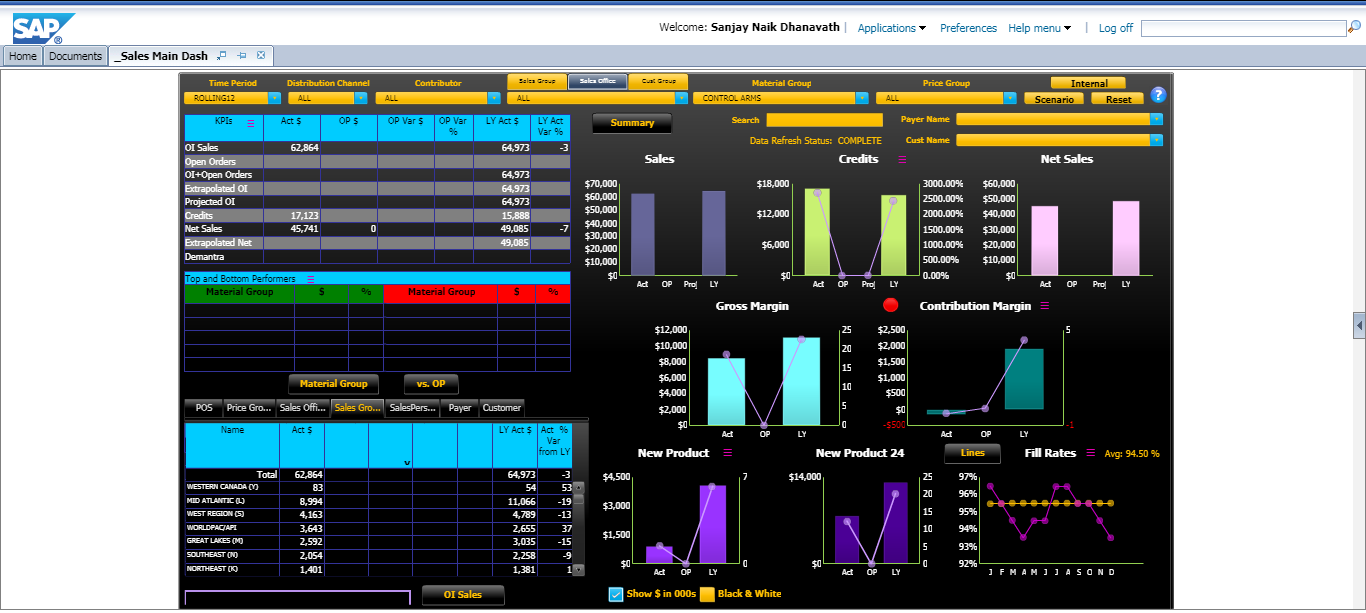 SAP®
Welcome: Sanjay Naik Dhanavath | Applications Preferences Help menu | Log off
Home Documents _Sales Main Dash
Time Period Distribution Channel Contributor Sales Group Sales Office Cust Group Material Group Price Group Internal
ROLLING12 ALL ALL ALL CONTROL ARMS ALL Scenario Reset ?
KPIs Act $ OP $ OP Var $ OP Var % LY Act $ LY Act Var %
OI Sales 62,864 64,973 -3
Open Orders
OI+Open Orders 64,973
Extrapolated OI 64,973
Projected OI 64,973
Credits 17,123 15,888
Net Sales 45,741 0 49,085 -7
Extrapolated Net 49,085
Demantra
Summary Search Payer Name
Data Refresh Status: COMPLETE Cust Name
Sales
$70,000
$60,000
$50,000
$40,000
$30,000
$20,000
$10,000
$0
Act OP Proj LY
Credits
$18,000 3000.00%
2500.00%
$12,000 2000.00%
1500.00%
$6,000 1000.00%
500.00%
$0 0.00%
Act OP Proj LY
Net Sales
$60,000
$50,000
$40,000
$30,000
$20,000
$10,000
$0
Act OP Proj LY
Top and Bottom Performers
Material Group $ % Material Group $ %
Material Group vs. OP
Gross Margin
$12,000 25
$10,000 20
$8,000 15
$6,000 10
$4,000 5
$2,000 0
$0
Act OP LY
Contribution Margin
$2,500 5
$2,000
$1,500
$1,000
$500
$0
-$500 -1
Act OP LY
POS Price Gro... Sales Offi... Sales Gro... SalesPers... Payer Customer
Name Act $ v LY Act $ Act % Var from LY
Total 62,864 64,973 -3
WESTERN CANADA (Y) 83 54 53
MID ATLANTIC (L) 8,994 11,066 -19
WEST REGION (S) 4,163 4,789 -13
WORLDPAC/API 3,643 2,655 37
GREAT LAKES (M) 2,592 3,035 -15
SOUTHEAST (N) 2,054 2,258 -9
NORTHEAST (K) 1,401 1,381 1
OI Sales
New Product
$4,500 7
$3,000
$1,500
$0 0
Act OP LY
New Product 24
$14,000 25
20
15
10
5
$0 0
Act OP LY
Lines Fill Rates Avg: 94.50 %
97%
96%
95%
94%
93%
92%
J F M A M J J A S O N D
Show $ in 000s Black & White